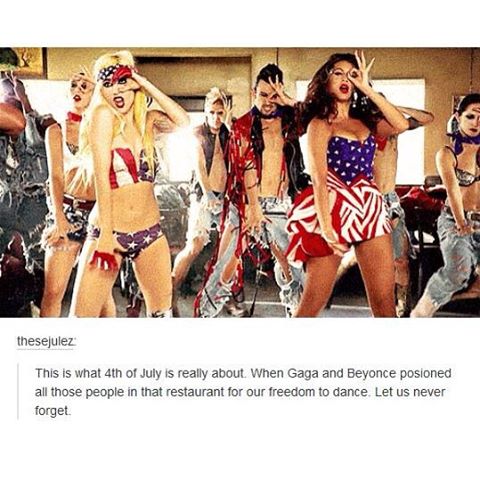 thesejulez:
This is what 4th of July is really about. When Gaga and Beyonce posioned
all those people in that restaurant for our freedom to dance. Let us never
forget.